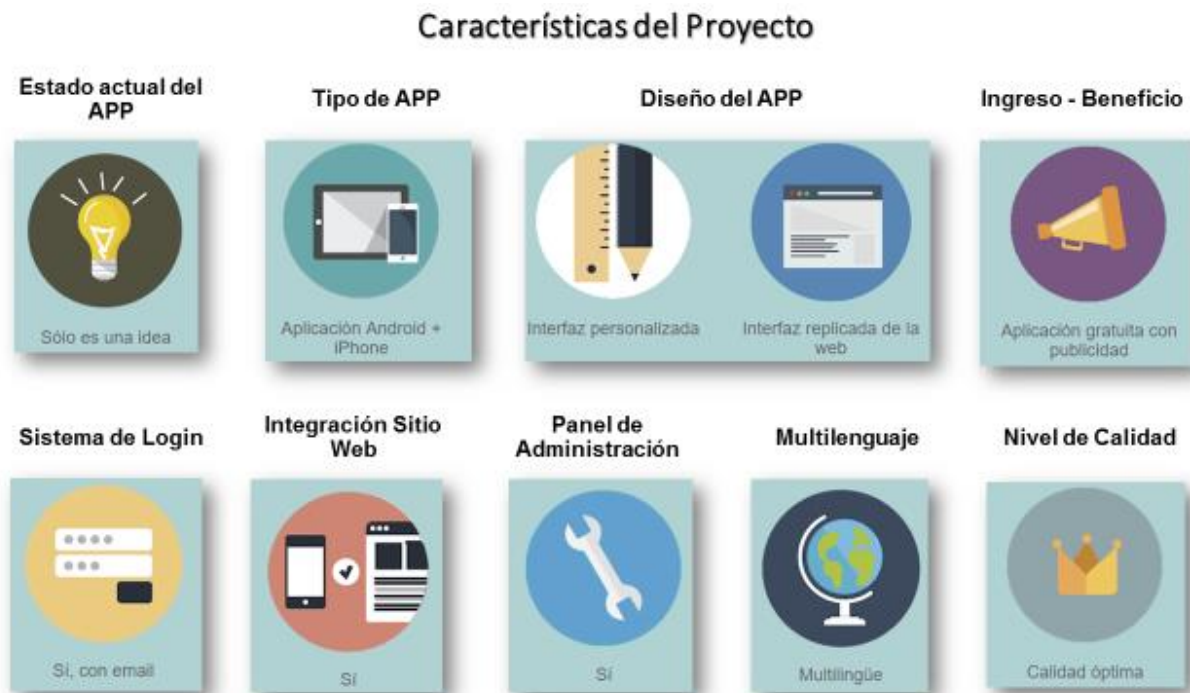 Características del Proyecto
Estado actual del
APP
Tipo de APP
Diseño del APP
Ingreso - Beneficio
Sólo es una idea
Aplicación Android +
iPhone
Interfaz personalizada
Interfaz replicada de la
web
Aplicación gratuita con
publicidad
Sistema de Login
Integración Sitio
Web
Panel de
Administración
Multilenguaje
Nivel de Calidad
Sí, con email
Sí
Sí
Multilingüe
Calidad óptima